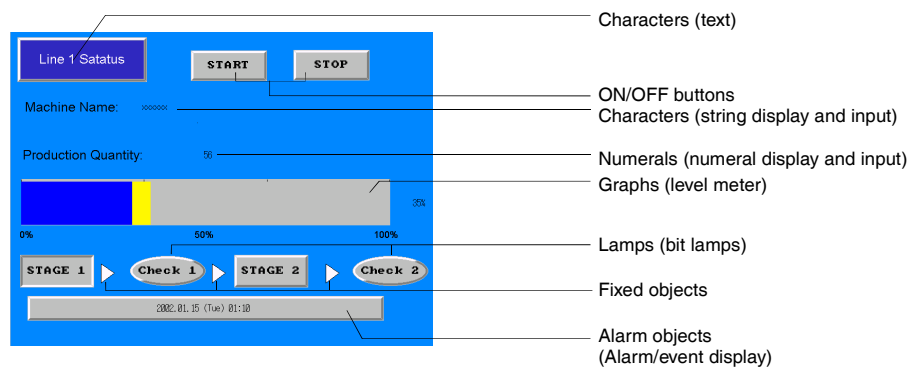 Characters (text)
Line 1 Satatus
START
STOP
ON/OFF buttons
Machine Name: xxxxxxx
Characters (string display and input)
Production Quantity: 56
Numerals (numeral display and input)
Graphs (level meter)
35%
0% 50% 100%
Lamps (bit lamps)
STAGE 1 Check 1 STAGE 2 Check 2
Fixed objects
2002.01.15 (Tue) 01:10
Alarm objects
(Alarm/event display)